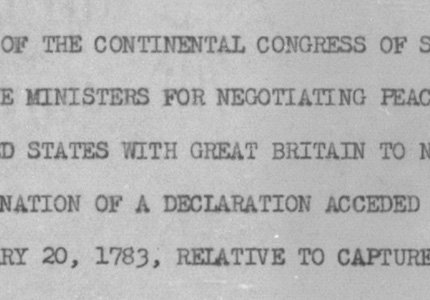 OF THE CONTINENTAL CONGRESS OF S
E MINISTERS FOR NEGOTIATING PEAC
D STATES WITH GREAT BRITAIN TO N
NATION OF A DECLARATION ACCEDED
RY 20, 1783, RELATIVE TO CAPTURE